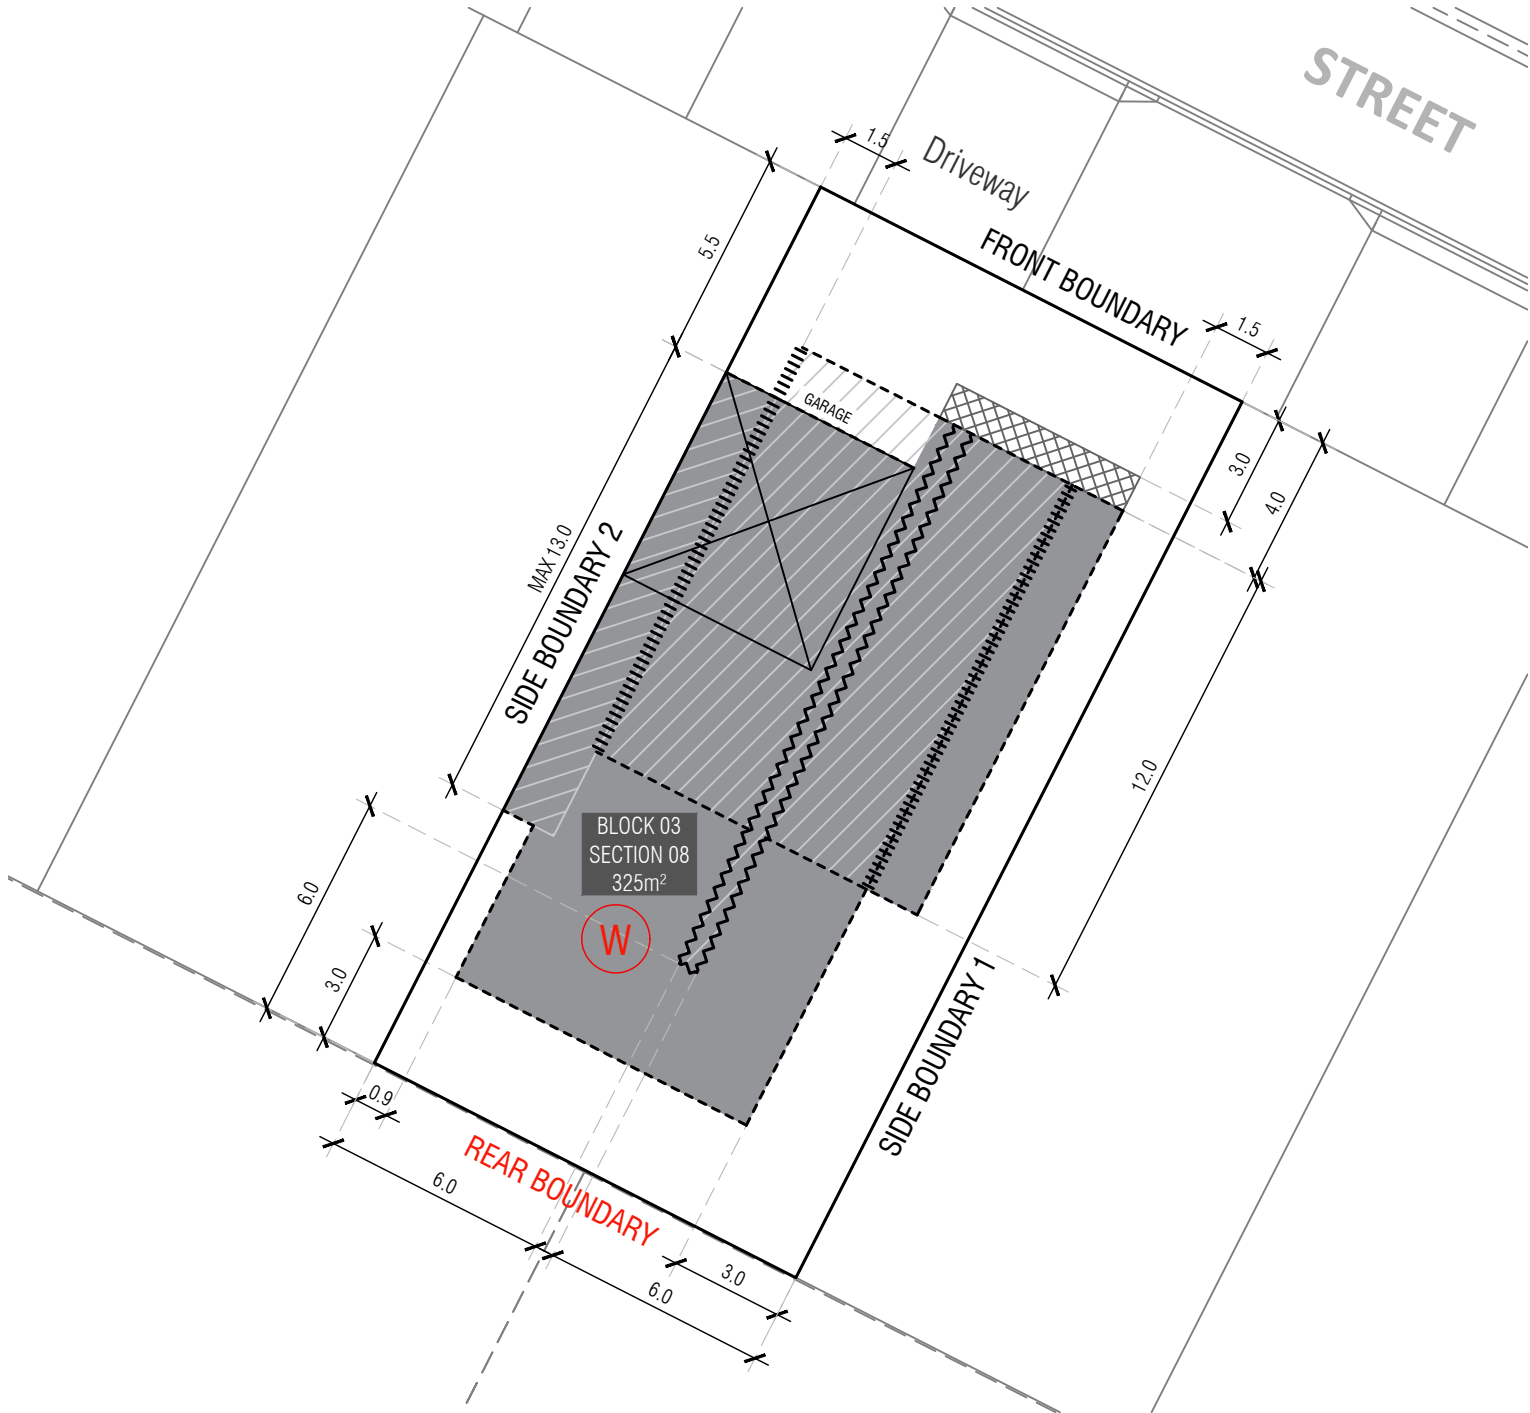 STREET
Driveway
1.5
FRONT BOUNDARY
1.5
5.5
GARAGE
3.0
4.0
MAX 13.0
SIDE BOUNDARY 2
12.0
BLOCK 03
SECTION 08
325m²
W
6.0
3.0
SIDE BOUNDARY 1
0.9
REAR BOUNDARY
6.0
3.0
6.0